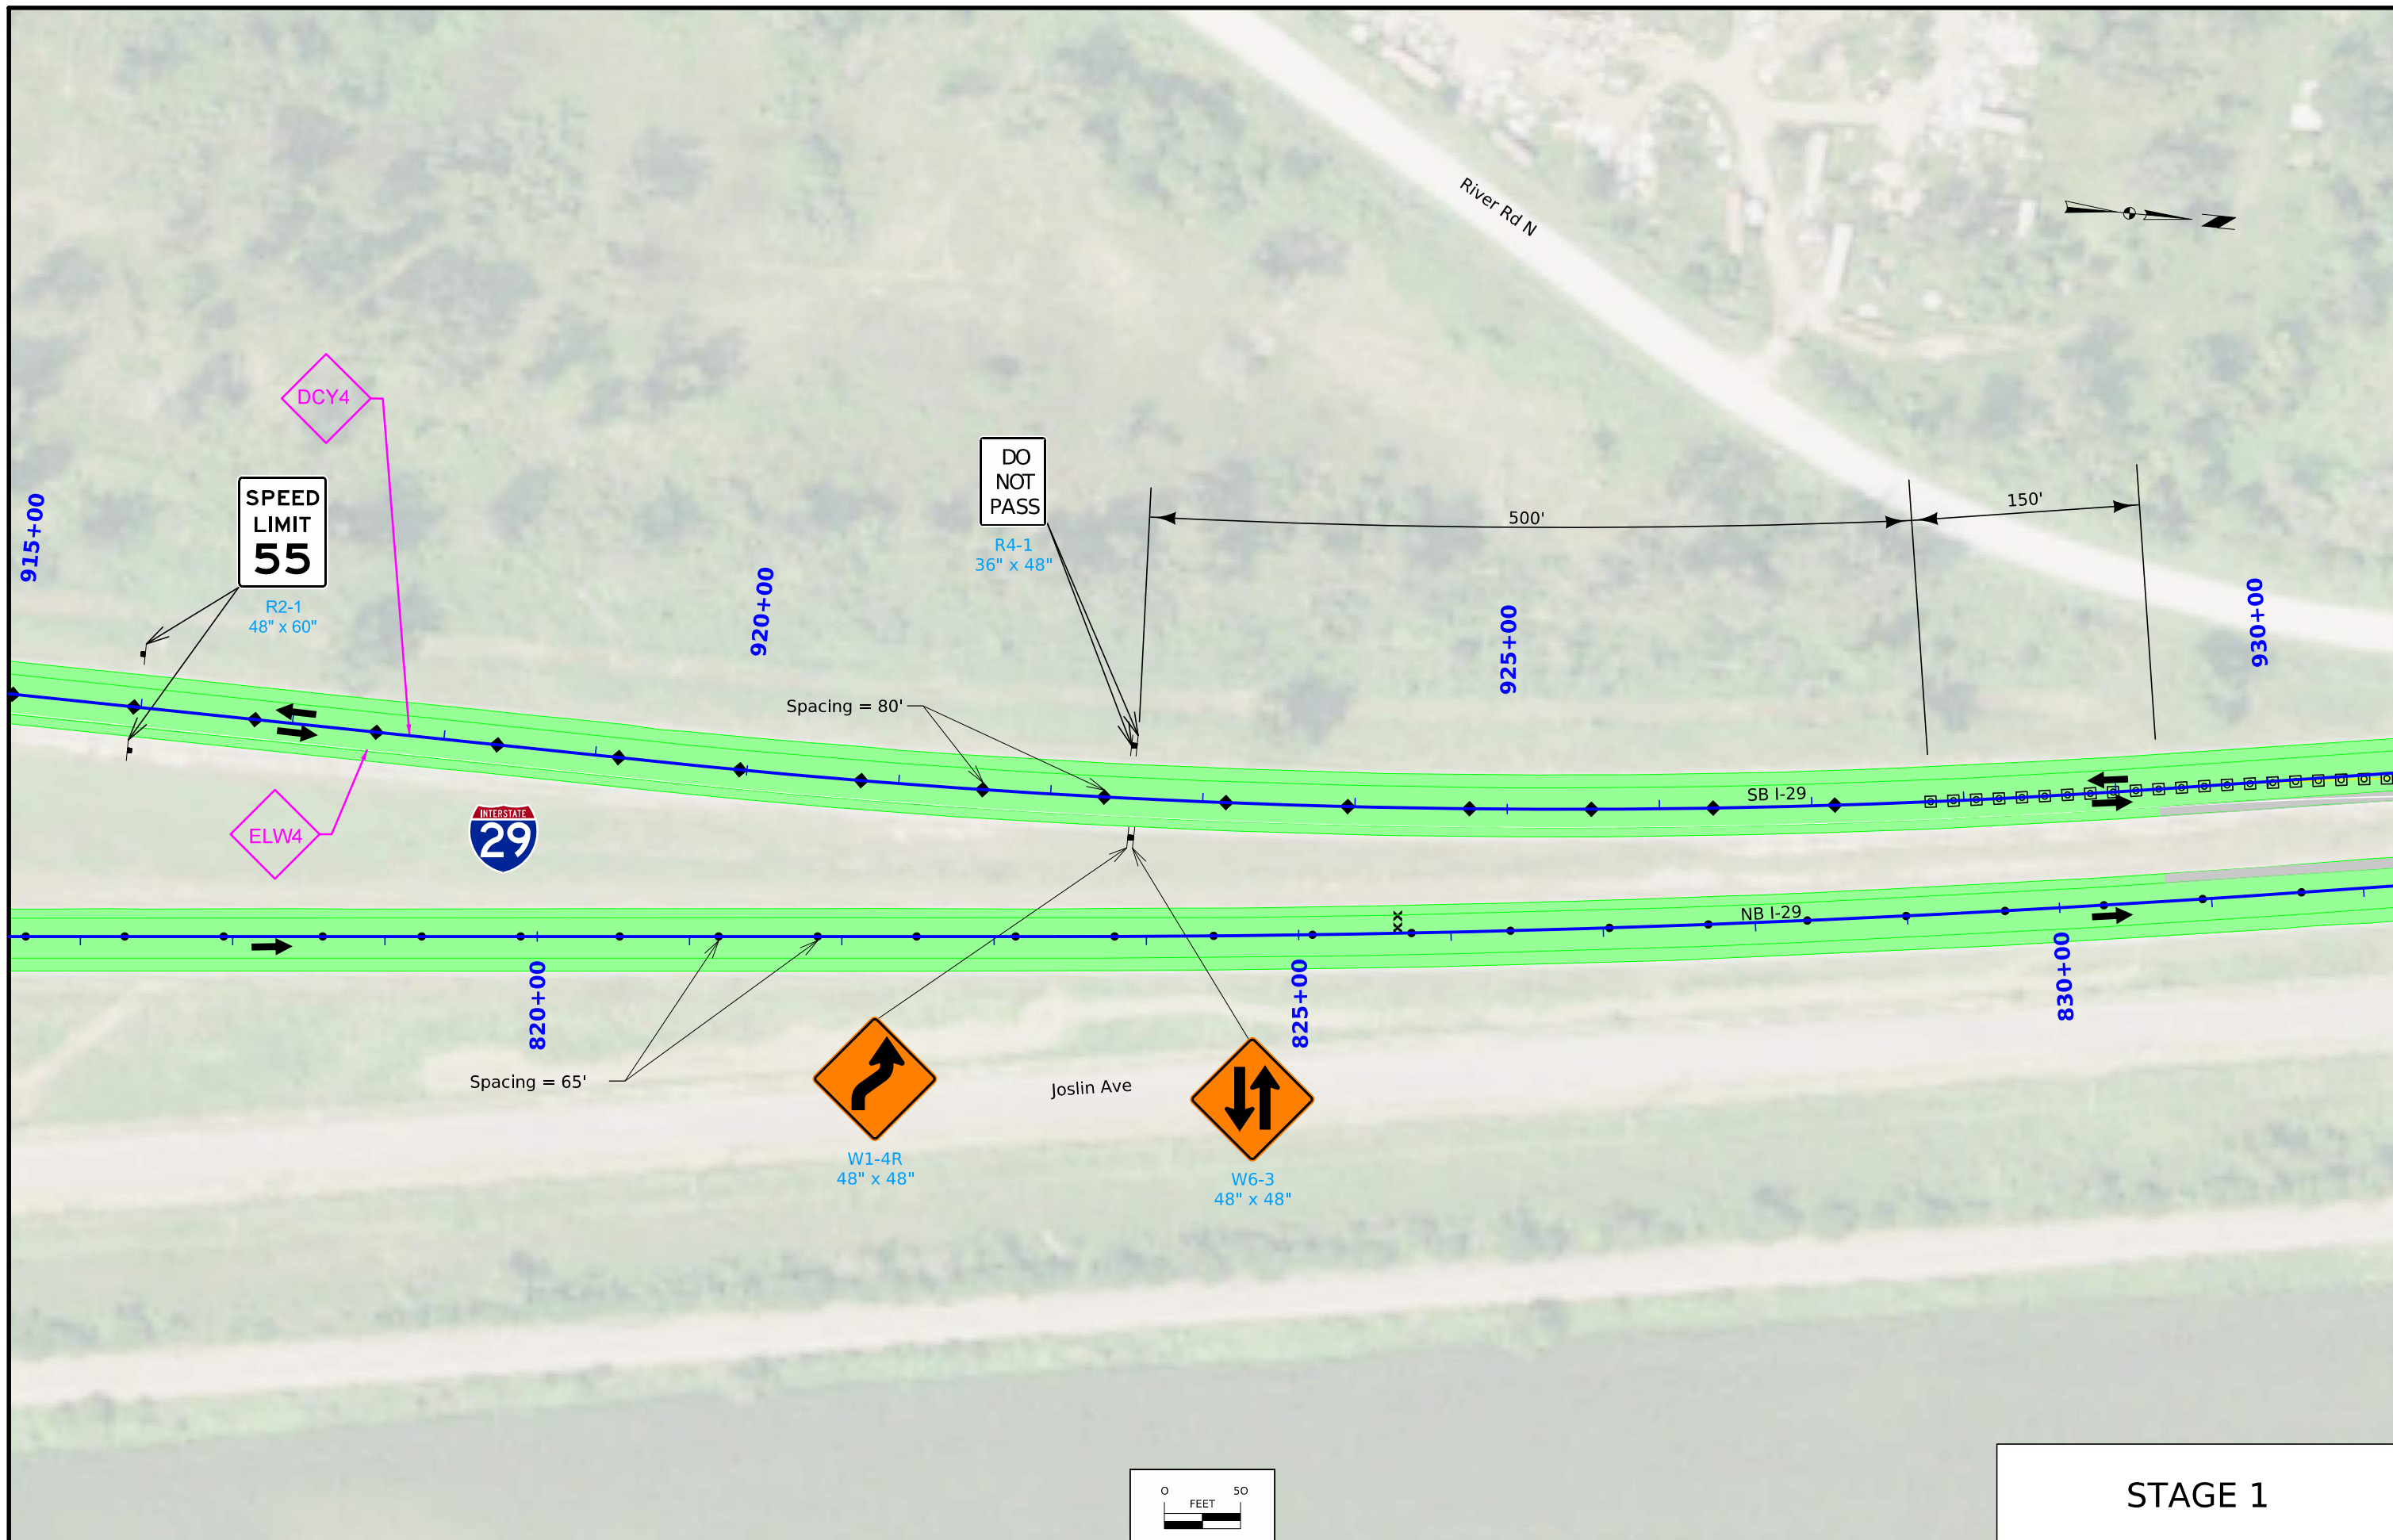 River Rd N
DCY4
SPEED
LIMIT
55
R2-1
48" x 60"
DO
NOT
PASS
R4-1
36" x 48"
500'
150'
915+00
920+00
925+00
930+00
Spacing = 80'
SB I-29
ELW4
INTERSTATE
29
NB I-29
XX
820+00
825+00
830+00
Spacing = 65'
Joslin Ave
W1-4R
48" x 48"
W6-3
48" x 48"
0 50
FEET
STAGE 1